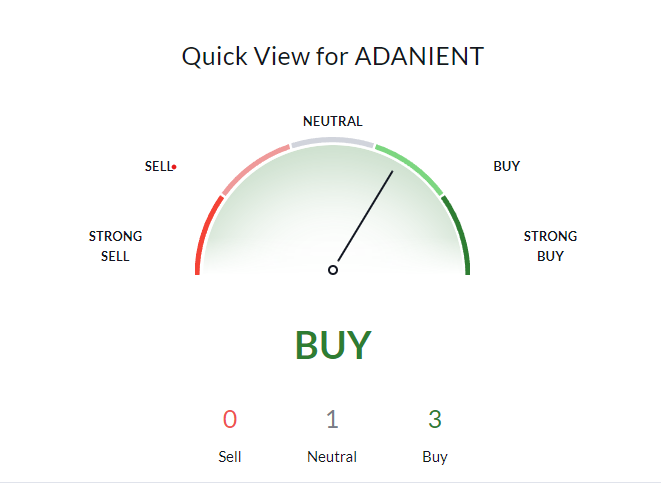 Quick View for ADANIENT
NEUTRAL
SELL
BUY
STRONG
SELL
STRONG
BUY
BUY
0
1
3
Sell
Neutral
Buy